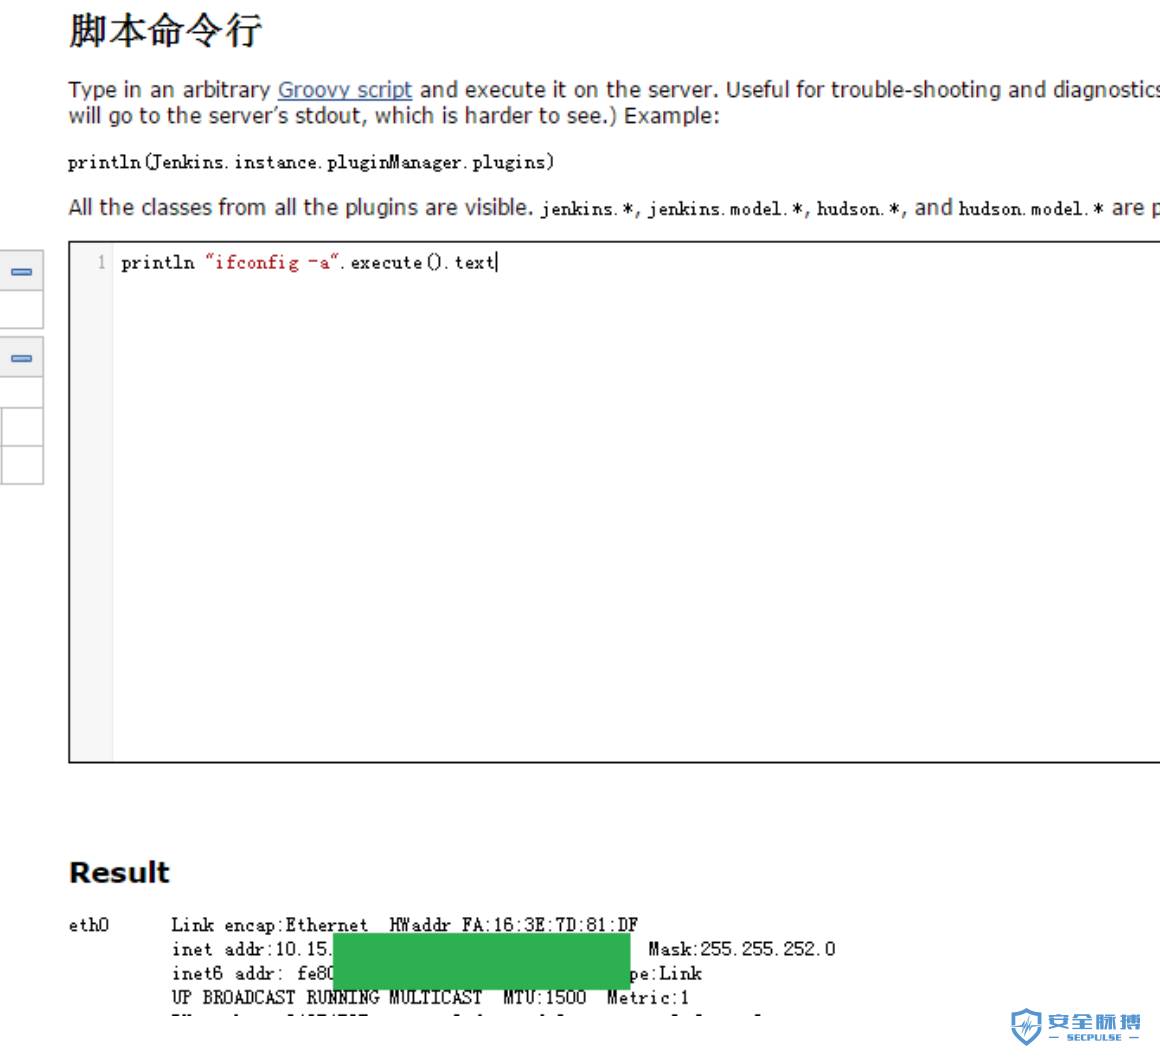 脚本命令行
Type in an arbitrary Groovy script and execute it on the server. Useful for trouble-shooting and diagnostics
will go to the server's stdout, which is harder to see.) Example:
println(Jenkins.instance.pluginManager.plugins)
All the classes from all the plugins are visible. jenkins.*, jenkins.model.*, hudson.*, and hudson.model.* are p
1 println "ifconfig -a".execute().text
Result
eth0 Link encap:Ethernet HWaddr FA:16:3E:7D:81:DF
inet addr:10.15. Mask:255.255.252.0
inet6 addr: fe80 pe:Link
UP BROADCAST RUNNING MULTICAST MTU:1500 Metric:1
安全脉搏
SECPULSE